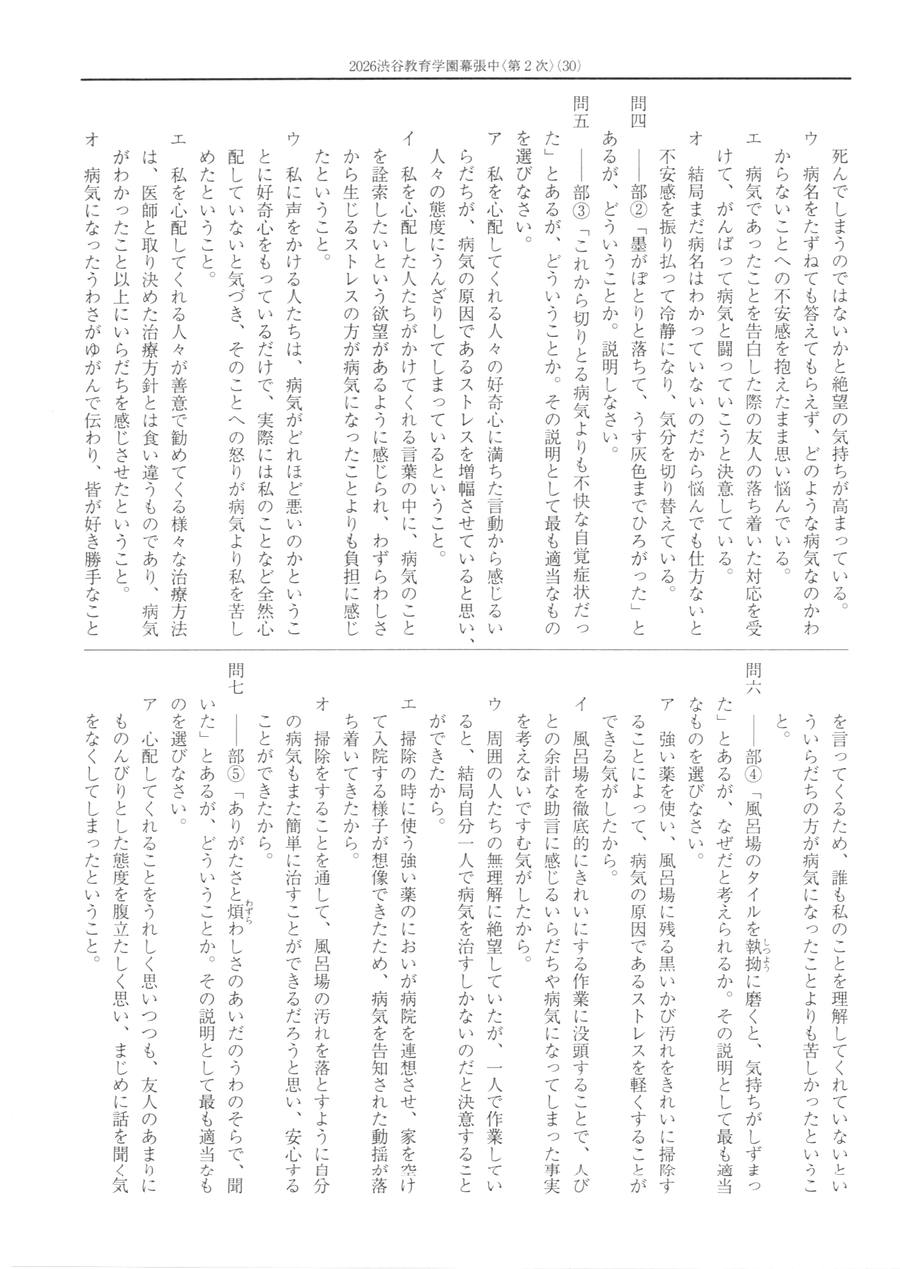 2026渋谷教育学園幕張中〈第2次〉(30)
死んでしまうのではないかと絶望の気持ちが高まっている。
ウ 病名をたずねても答えてもらえず、どのような病気なのかわ
からないことへの不安感を抱えたまま思い悩んでいる。
エ 病気であったことを告白した際の友人の落ち着いた対応を受
けて、がんばって病気と闘っていこうと決意している。
オ 結局まだ病名はわかっていないのだから悩んでも仕方ないと
不安感を振り払って冷静になり、気分を切り替えている。
問四 ――部②「墨がぽとりと落ちて、うす灰色までひろがった」と
あるが、どういうことか。説明しなさい。
問五 ――部③「これから切りとる病気よりも不快な自覚症状だっ
た」とあるが、どういうことか。その説明として最も適当なもの
を選びなさい。
ア 私を心配してくれる人々の好奇心に満ちた言動から感じるい
らだちが、病気の原因であるストレスを増幅させていると思い、
人々の態度にうんざりしてしまっているということ。
イ 私を心配した人たちがかけてくれる言葉の中に、病気のこと
を詮索したいという欲望があるように感じられ、わずらわしさ
から生じるストレスの方が病気になったことよりも負担に感じ
たということ。
ウ 私に声をかける人たちは、病気がどれほど悪いのかというこ
とに好奇心をもっているだけで、実際には私のことなど全然心
配していないと気づき、そのことへの怒りが病気より私を苦し
めたということ。
エ 私を心配してくれる人々が善意で勧めてくる様々な治療方法
は、医師と取り決めた治療方針とは食い違うものであり、病気
がわかったこと以上にいらだちを感じさせたということ。
オ 病気になったうわさがゆがんで伝わり、皆が好き勝手なこと
を言ってくるため、誰も私のことを理解してくれていないとい
ういらだちの方が病気になったことよりも苦しかったというこ
と。
問六 ――部④「風呂場のタイルを執拗に磨くと、気持ちがしずまっ
た」とあるが、なぜだと考えられるか。その説明として最も適当
なものを選びなさい。
ア 強い薬を使い、風呂場に残る黒いかび汚れをきれいに掃除す
ることによって、病気の原因であるストレスを軽くすることが
できる気がしたから。
イ 風呂場を徹底的にきれいにする作業に没頭することで、人び
との余計な助言に感じるいらだちや病気になってしまった事実
を考えないですむ気がしたから。
ウ 周囲の人たちの無理解に絶望していたが、一人で作業してい
ると、結局自分一人で病気を治すしかないのだと決意すること
ができたから。
エ 掃除の時に使う強い薬のにおいが病院を連想させ、家を空け
て入院する様子が想像できたため、病気を告知された動揺が落
ち着いてきたから。
オ 掃除をすることを通して、風呂場の汚れを落とすように自分
の病気もまた簡単に治すことができるだろうと思い、安心する
ことができたから。
問七 ――部⑤「ありがたさと煩わしさのあいだのうわのそらで、聞
いた」とあるが、どういうことか。その説明として最も適当なも
のを選びなさい。
ア 心配してくれることをうれしく思いつつも、友人のあまりに
ものんびりとした態度を腹立たしく思い、まじめに話を聞く気
をなくしてしまったということ。